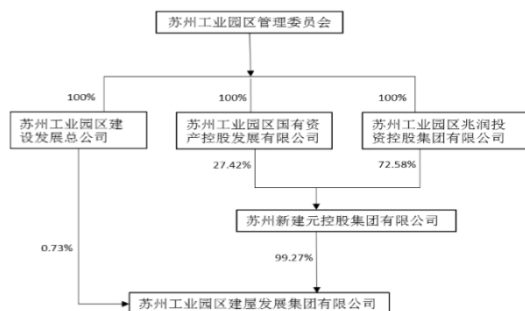 苏州工业园区管理委员会
100%
100%
100%
苏州工业园区建
设发展总公司
苏州工业园区国有资
产控股发展有限公司
苏州工业园区兆润投
资控股集团有限公司
27.42%
72.58%
苏州新建元控股集团有限公司
0.73%
99.27%
苏州工业园区建屋发展集团有限公司